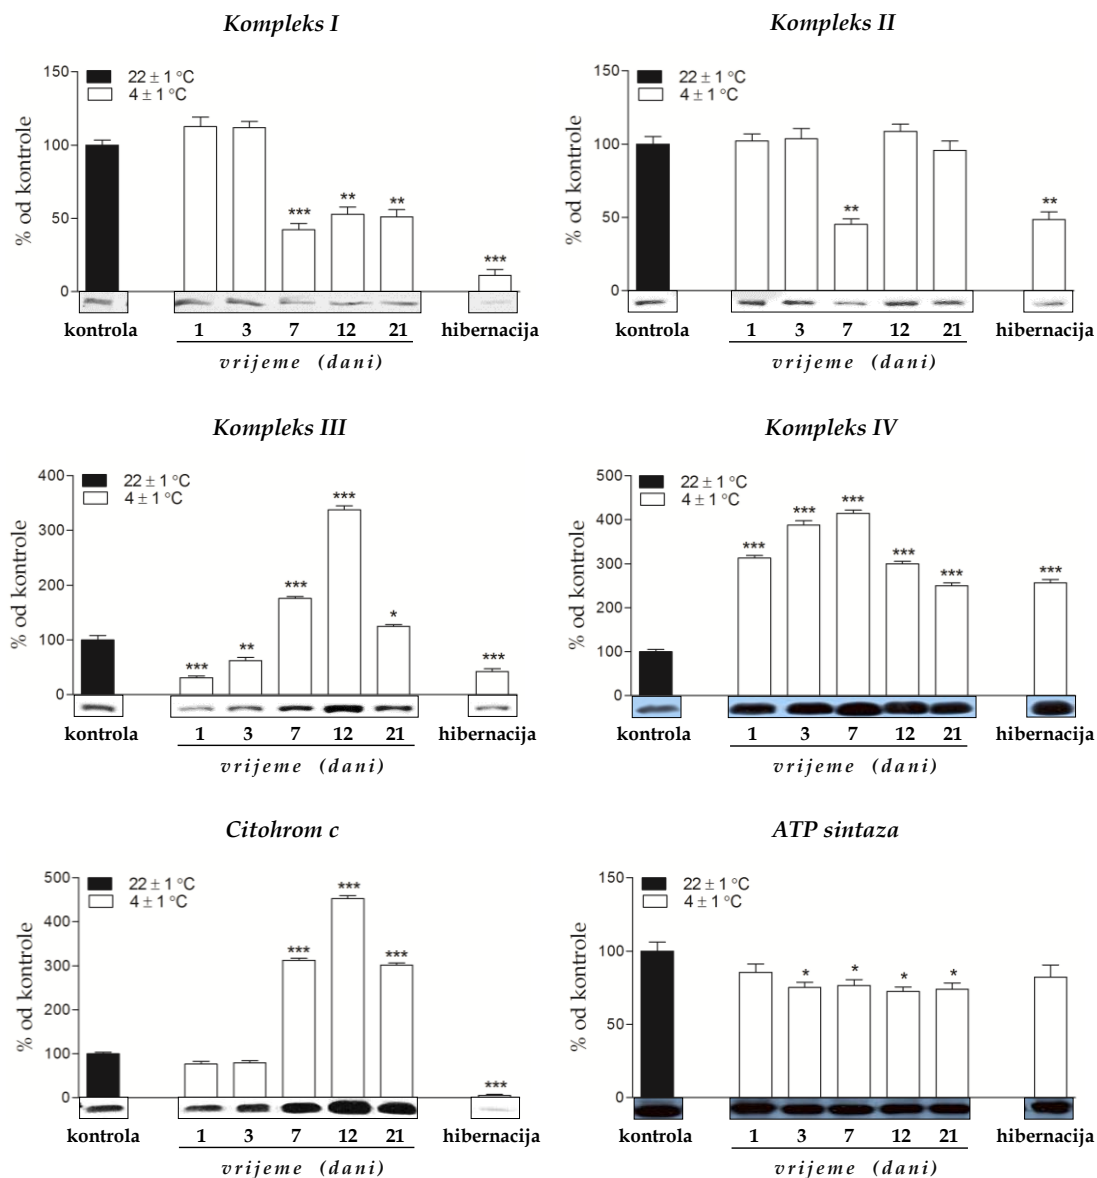 Kompleks I
% od kontrole
150
100
50
0
22 ± 1 °C
4 ± 1 °C
*** ** ** ***
kontrola 1 3 7 12 21 hibernacija
vrijeme (dani)
Kompleks II
% od kontrole
150
100
50
0
22 ± 1 °C
4 ± 1 °C
** **
kontrola 1 3 7 12 21 hibernacija
vrijeme (dani)
Kompleks III
% od kontrole
400
300
200
100
0
22 ± 1 °C
4 ± 1 °C
*** ** *** *** * ***
kontrola 1 3 7 12 21 hibernacija
vrijeme (dani)
Kompleks IV
% od kontrole
500
400
300
200
100
0
22 ± 1 °C
4 ± 1 °C
*** *** *** *** *** ***
kontrola 1 3 7 12 21 hibernacija
vrijeme (dani)
Citohrom c
% od kontrole
500
400
300
200
100
0
22 ± 1 °C
4 ± 1 °C
*** *** *** ***
kontrola 1 3 7 12 21 hibernacija
vrijeme (dani)
ATP sintaza
% od kontrole
150
100
50
0
22 ± 1 °C
4 ± 1 °C
* * * *
kontrola 1 3 7 12 21 hibernacija
vrijeme (dani)